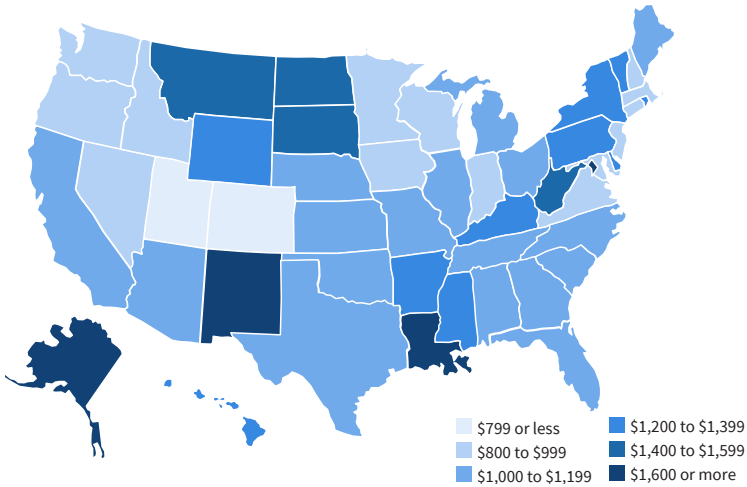 $799 or less
$800 to $999
$1,000 to $1,199
$1,200 to $1,399
$1,400 to $1,599
$1,600 or more